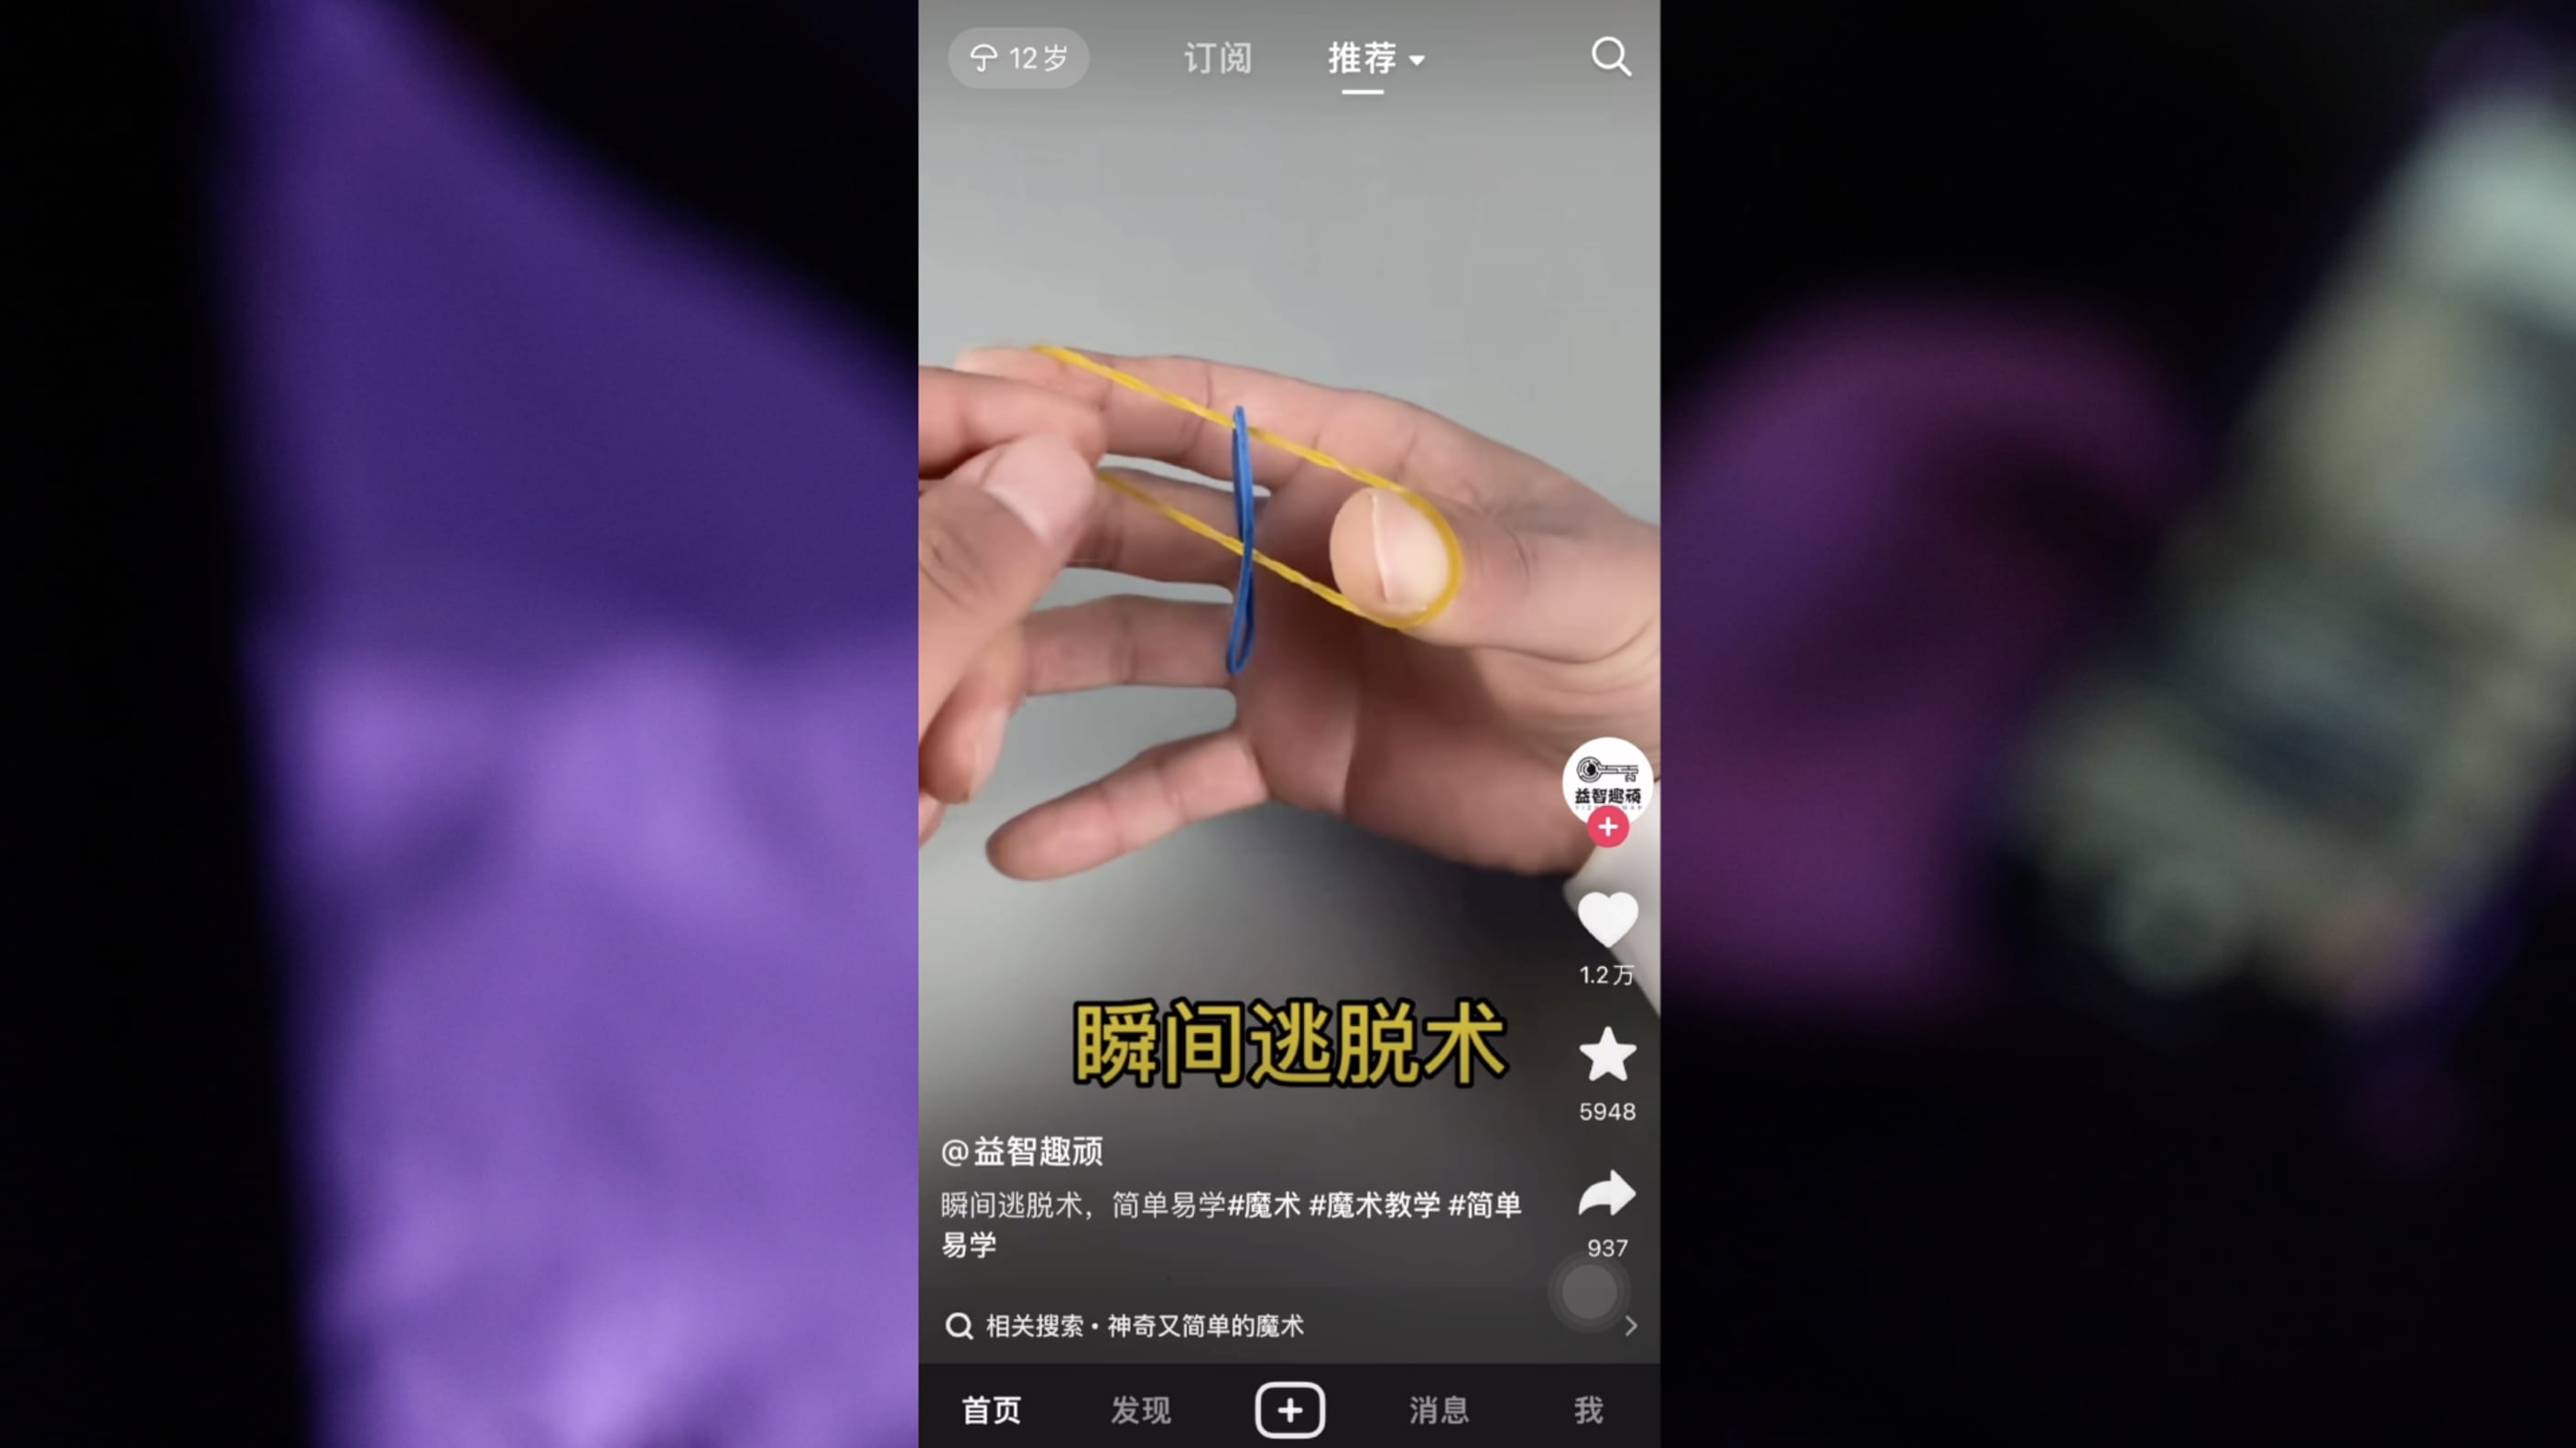 12岁
订阅
推荐
益智趣顽
1.2万
瞬间逃脱术
5948
@益智趣顽
瞬间逃脱术，简单易学#魔术 #魔术教学 #简单
易学
937
相关搜索•神奇又简单的魔术
首页
发现
消息
我